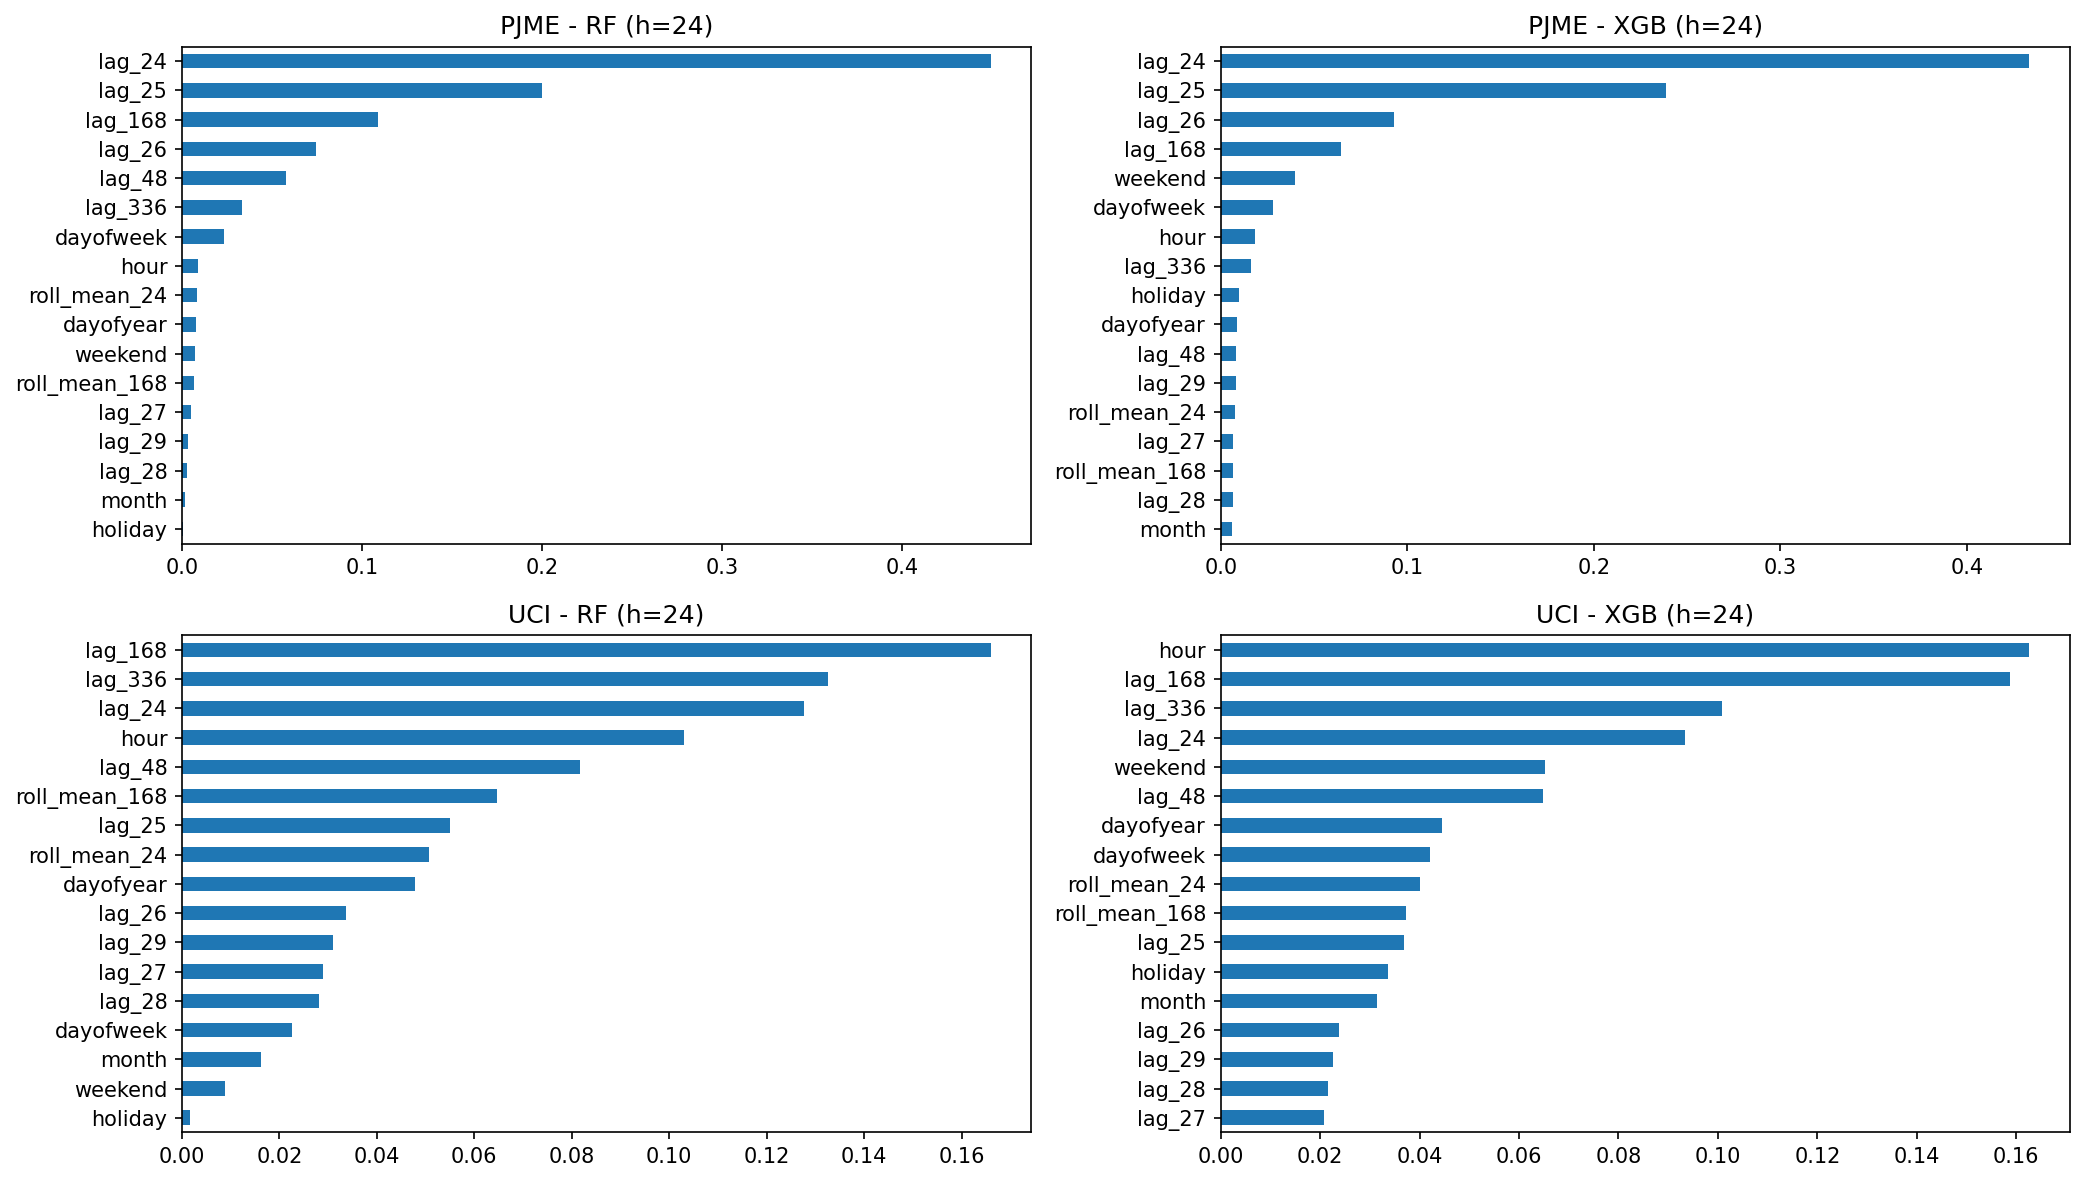 PJME - RF (h=24)
lag_24
lag_25
lag_168
lag_26
lag_48
lag_336
dayofweek
hour
roll_mean_24
dayofyear
weekend
roll_mean_168
lag_27
lag_29
lag_28
month
holiday
0.0 0.1 0.2 0.3 0.4
PJME - XGB (h=24)
lag_24
lag_25
lag_26
lag_168
weekend
dayofweek
hour
lag_336
holiday
dayofyear
lag_48
lag_29
roll_mean_24
lag_27
roll_mean_168
lag_28
month
0.0 0.1 0.2 0.3 0.4
UCI - RF (h=24)
lag_168
lag_336
lag_24
hour
lag_48
roll_mean_168
lag_25
roll_mean_24
dayofyear
lag_26
lag_29
lag_27
lag_28
dayofweek
month
weekend
holiday
0.00 0.02 0.04 0.06 0.08 0.10 0.12 0.14 0.16
UCI - XGB (h=24)
hour
lag_168
lag_336
lag_24
weekend
lag_48
dayofyear
dayofweek
roll_mean_24
roll_mean_168
lag_25
holiday
month
lag_26
lag_29
lag_28
lag_27
0.00 0.02 0.04 0.06 0.08 0.10 0.12 0.14 0.16